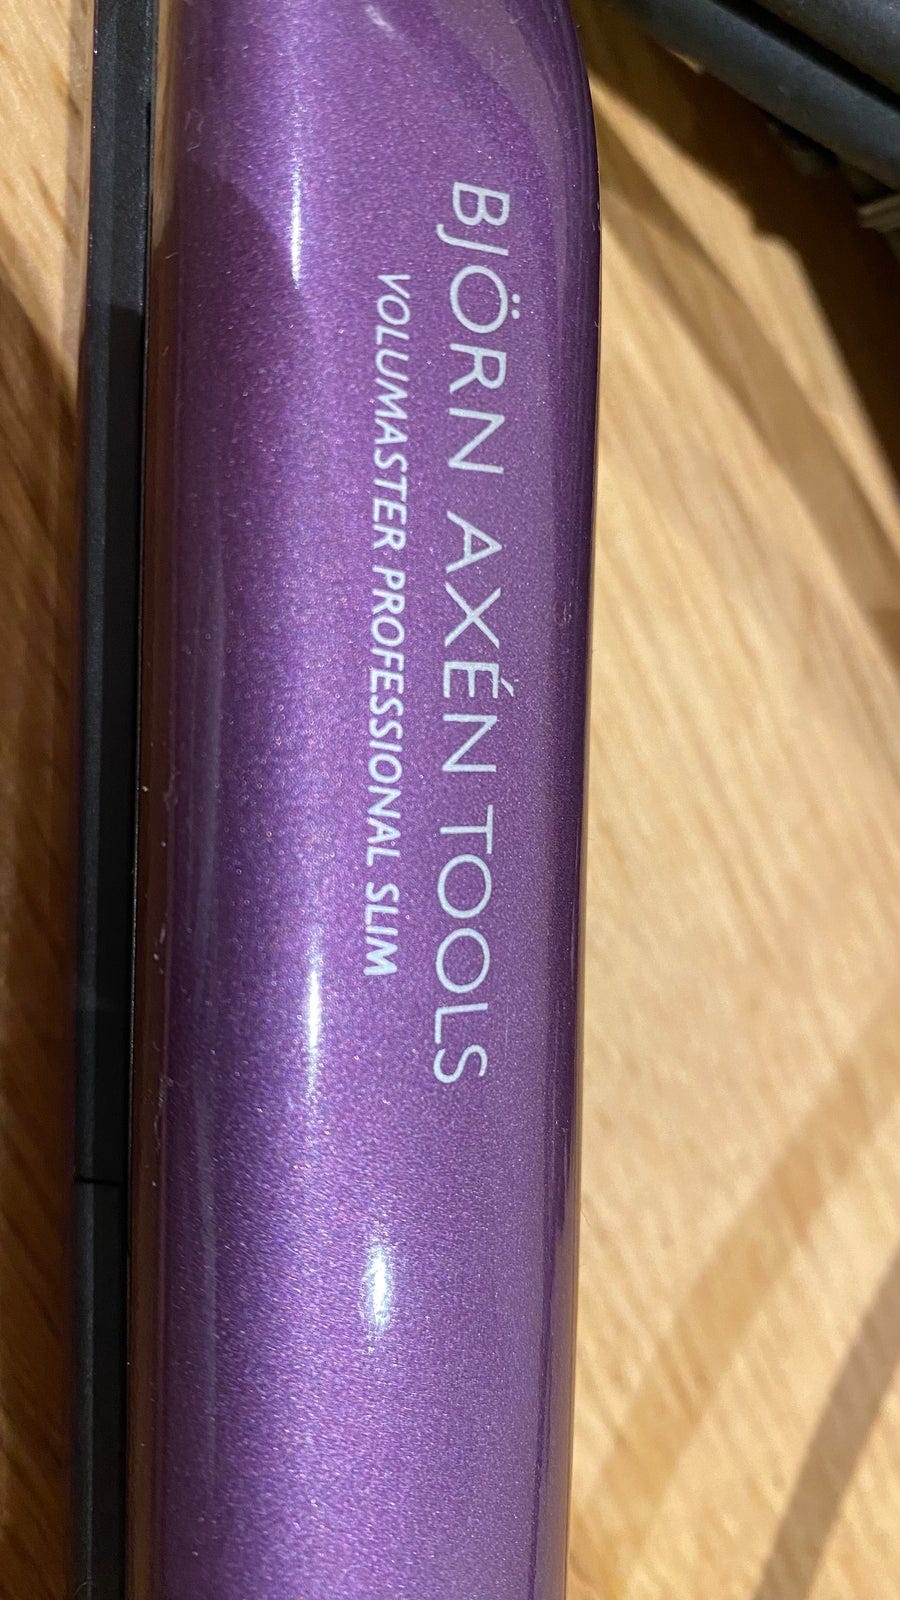 BJÖRN AXÉN TOOLS
VOLUMASTER PROFESSIONAL SLIM